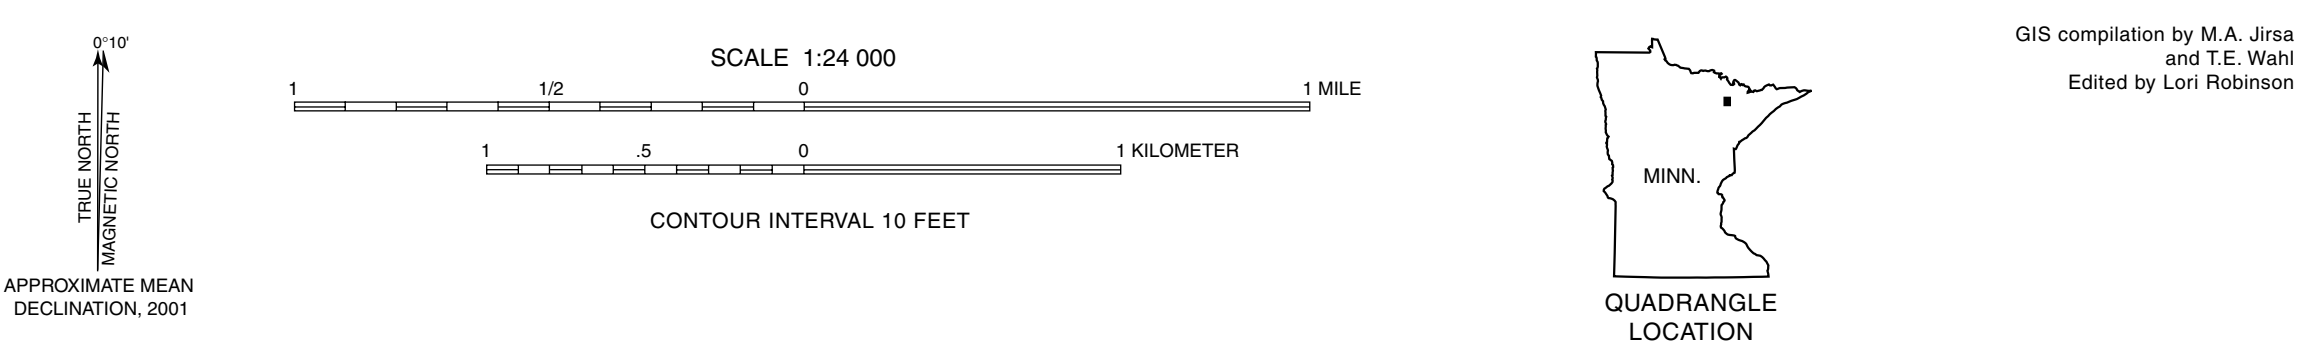 0°10'
TRUE NORTH
MAGNETIC NORTH
APPROXIMATE MEAN
DECLINATION, 2001
SCALE 1:24 000
1 1/2 0 1 MILE
1 .5 0 1 KILOMETER
CONTOUR INTERVAL 10 FEET
MINN.
QUADRANGLE
LOCATION
GIS compilation by M.A. Jirsa
and T.E. Wahl
Edited by Lori Robinson